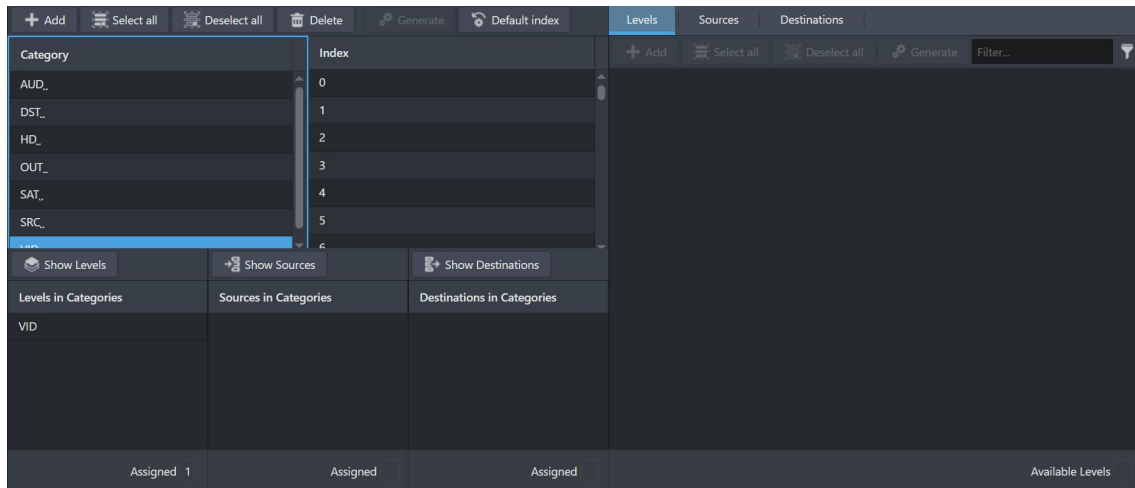 Add Select all Deselect all Delete Generate Default index
Levels Sources Destinations
Category
Index
Add Select all Deselect all Generate Filter...
AUD_
0
DST_
1
HD_
2
OUT_
3
SAT_
4
SRC_
5
VID
6
Show Levels Show Sources Show Destinations
Levels in Categories Sources in Categories Destinations in Categories
VID
Assigned 1 Assigned Assigned Available Levels